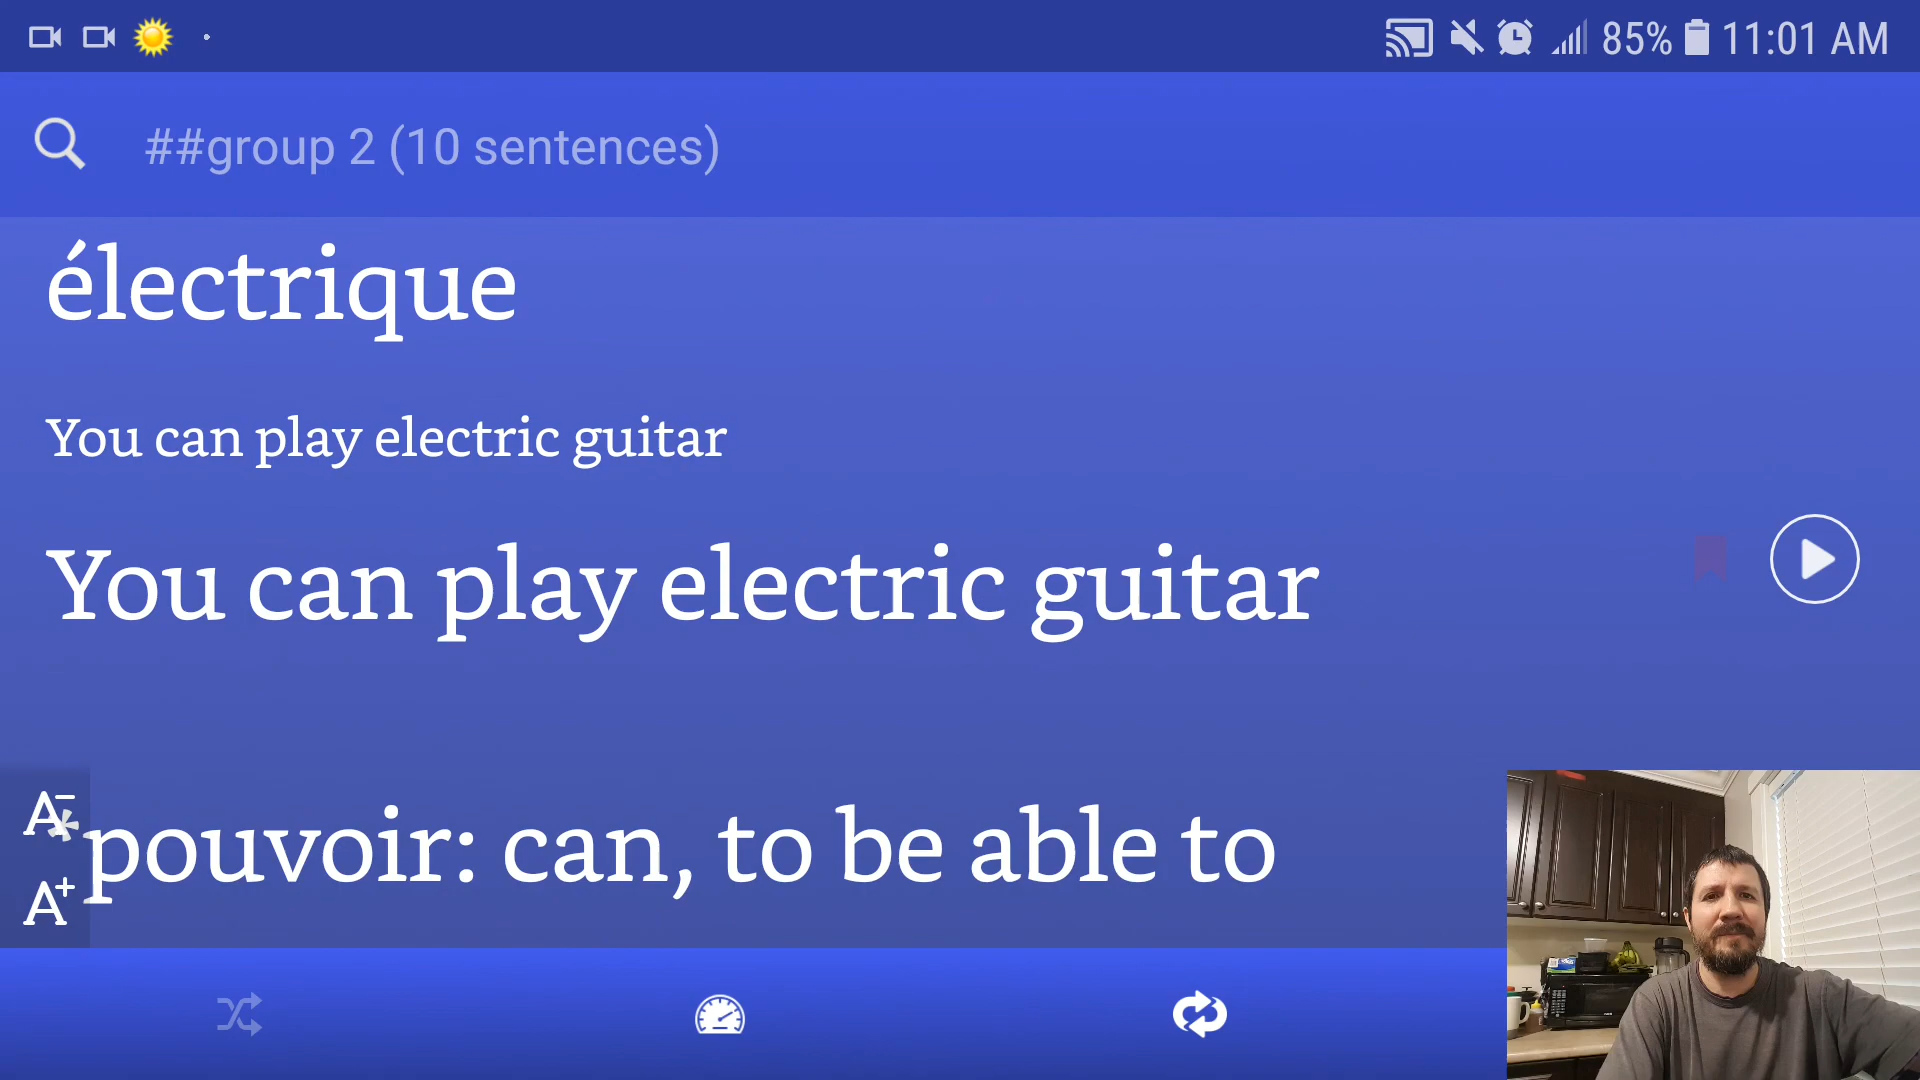 85% 11:01 AM
##group 2 (10 sentences)
électrique
You can play electric guitar
You can play electric guitar
A-
*pouvoir: can, to be able to
A+